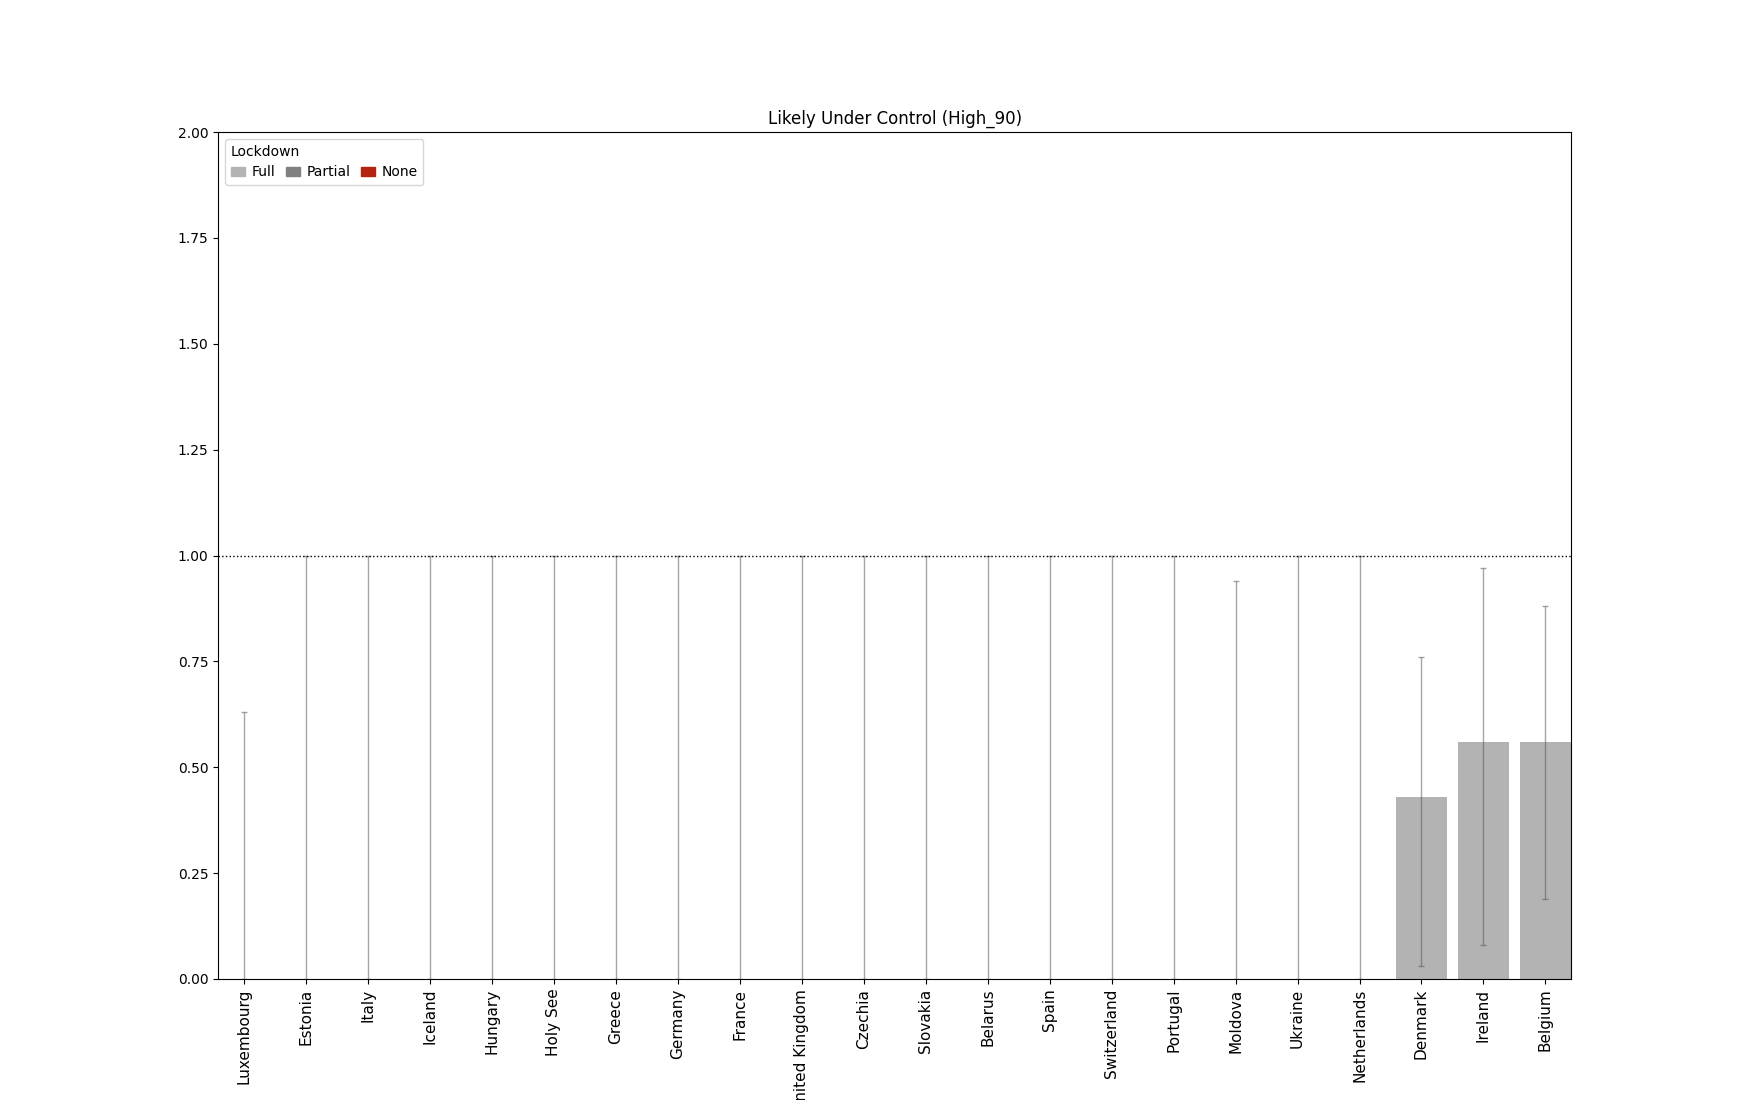 Likely Under Control (High_90)
Lockdown
Full Partial None
2.00
1.75
1.50
1.25
1.00
0.75
0.50
0.25
0.00
Luxembourg
Estonia
Italy
Iceland
Hungary
Holy See
Greece
Germany
France
nited Kingdom
Czechia
Slovakia
Belarus
Spain
Switzerland
Portugal
Moldova
Ukraine
Netherlands
Denmark
Ireland
Belgium